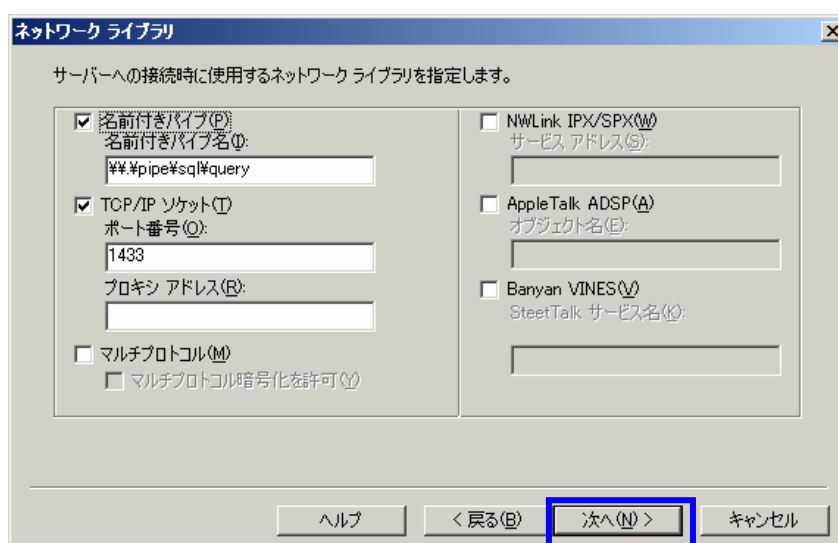 ネットワーク ライブラリ
サーバーへの接続時に使用するネットワーク ライブラリを指定します。
名前付きパイプ(P)
名前付きパイプ名(I):
¥¥.¥pipe¥sql¥query
TCP/IP ソケット(T)
ポート番号(O):
1433
プロキシ アドレス(R):
マルチプロトコル(M)
マルチプロトコル暗号化を許可(Y)
NWLink IPX/SPX(W)
サービス アドレス(S):
AppleTalk ADSP(A)
オブジェクト名(E):
Banyan VINES(V)
SteetTalk サービス名(K):
ヘルプ
< 戻る(B)
次へ(N) >
キャンセル